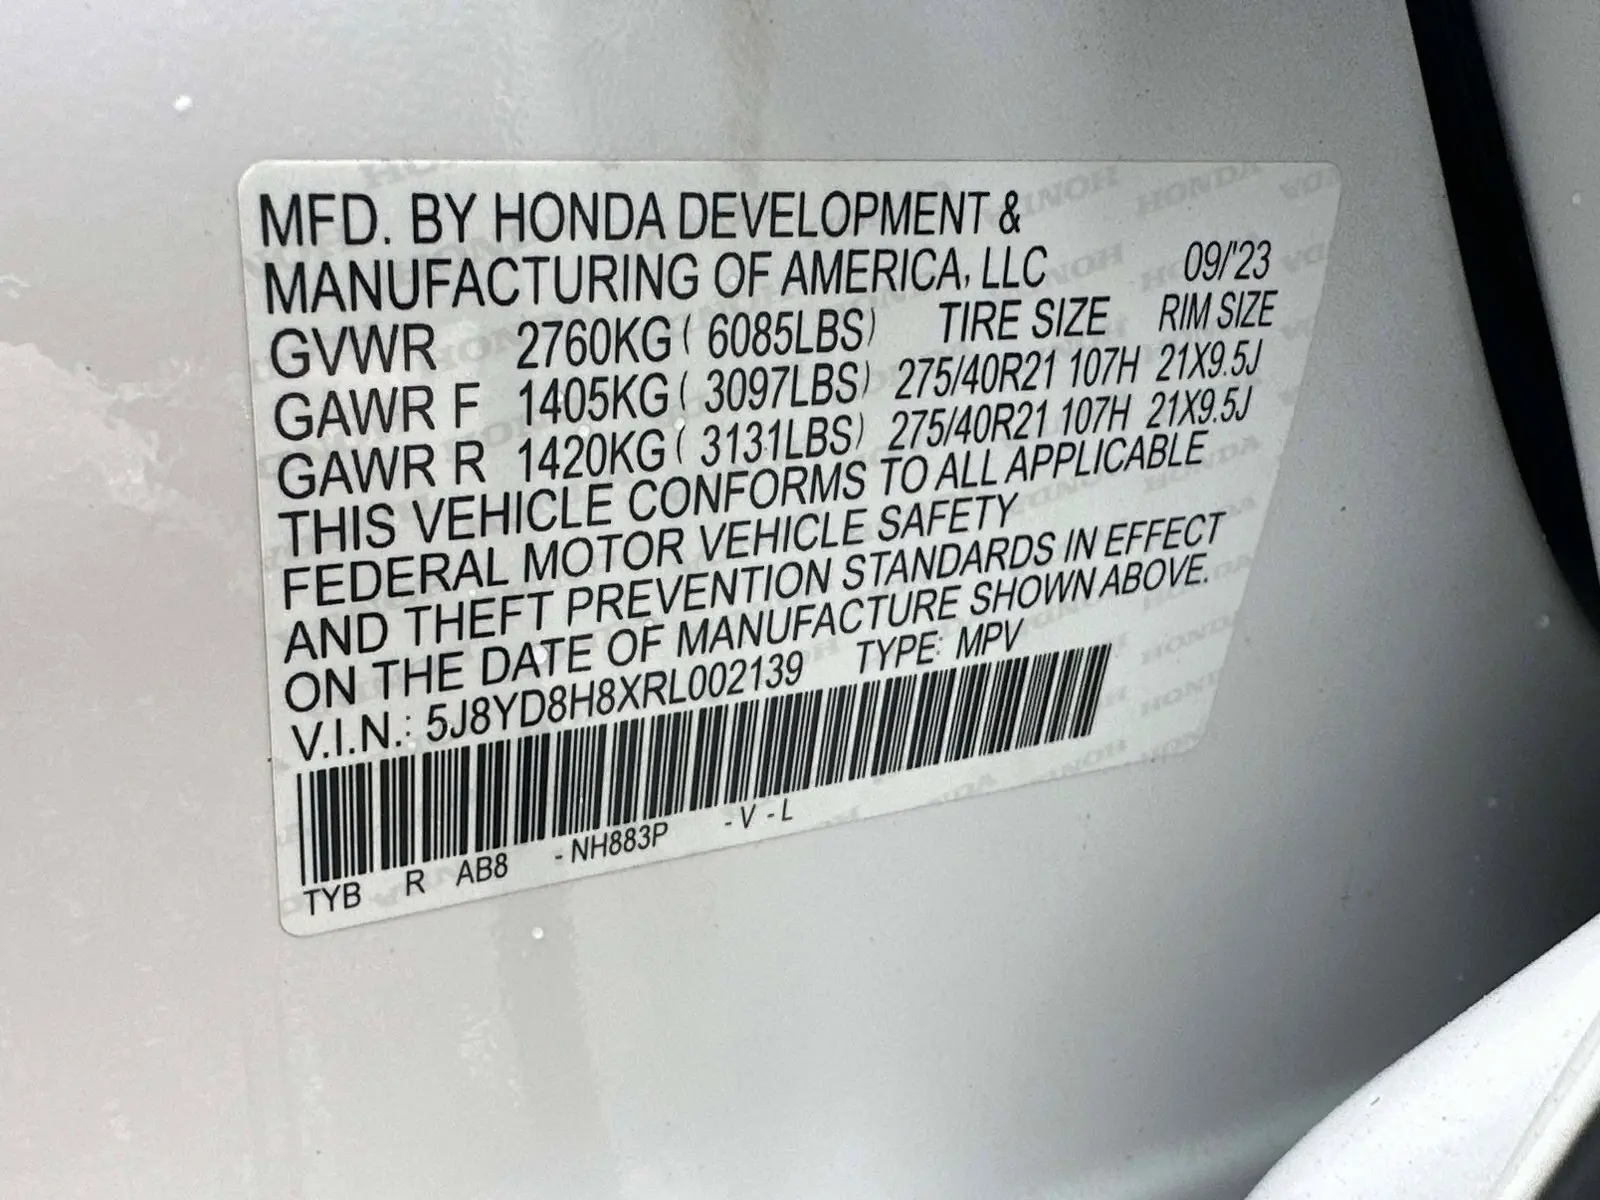 MFD. BY HONDA DEVELOPMENT &
MANUFACTURING OF AMERICA, LLC 09/'23
GVWR 2760KG ( 6085LBS) TIRE SIZE RIM SIZE
GAWR F 1405KG ( 3097LBS) 275/40R21 107H 21X9.5J
GAWR R 1420KG ( 3131LBS) 275/40R21 107H 21X9.5J
THIS VEHICLE CONFORMS TO ALL APPLICABLE
FEDERAL MOTOR VEHICLE SAFETY
AND THEFT PREVENTION STANDARDS IN EFFECT
ON THE DATE OF MANUFACTURE SHOWN ABOVE.
V.I.N.: 5J8YD8H8XRL002139 TYPE: MPV
TYB R AB8 -NH883P -V-L